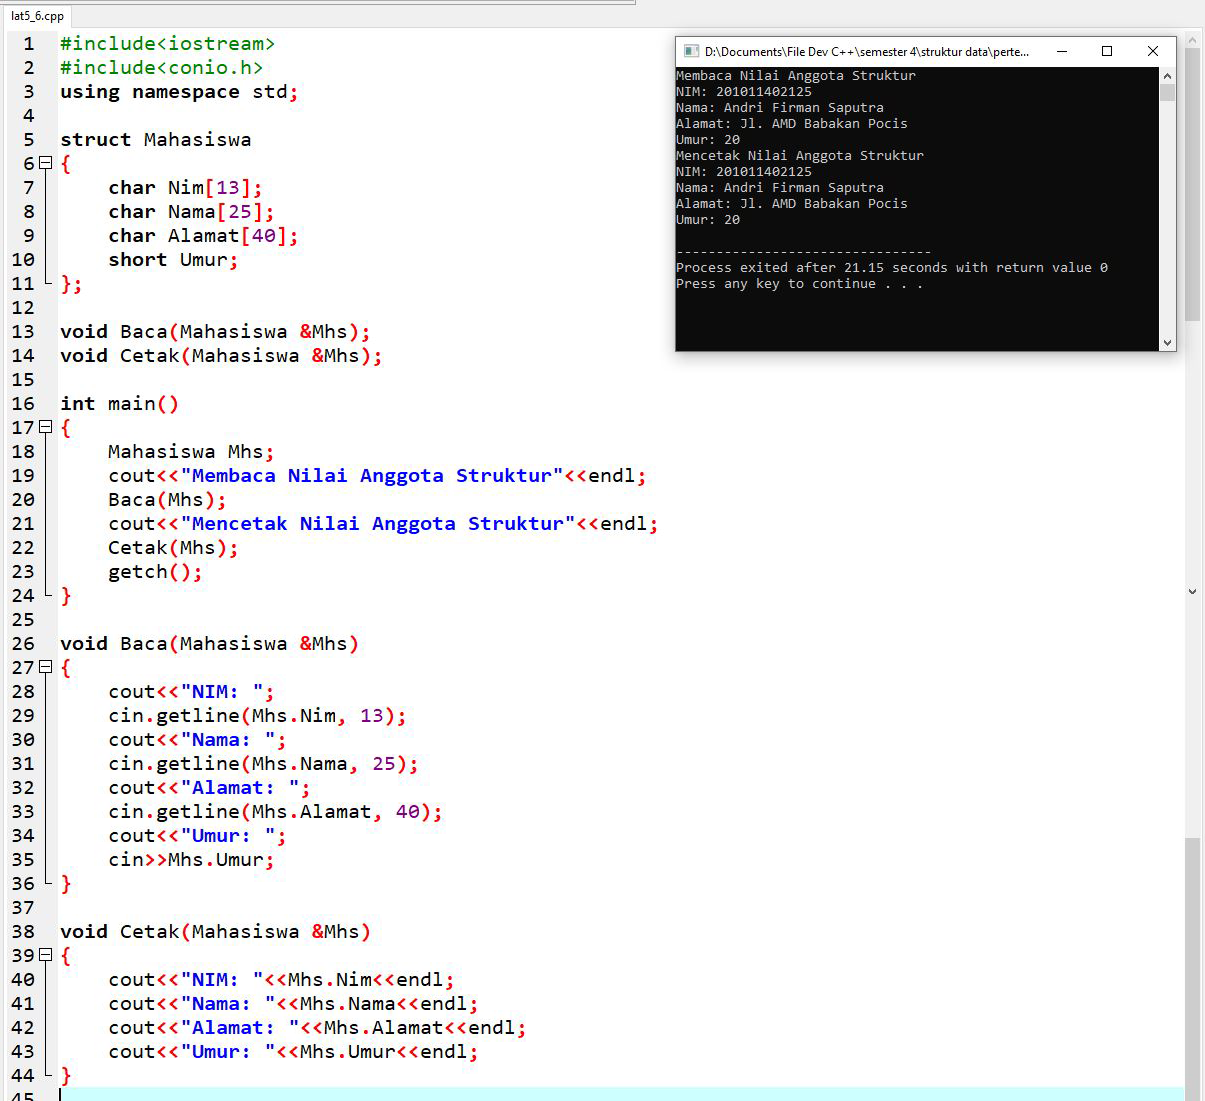 lat5_6.cpp
1 #include<iostream>
2 #include<conio.h>
3 using namespace std;
4
5 struct Mahasiswa
6 {
7     char Nim[13];
8     char Nama[25];
9     char Alamat[40];
10     short Umur;
11 };
12
13 void Baca(Mahasiswa &Mhs);
14 void Cetak(Mahasiswa &Mhs);
15
16 int main()
17 {
18     Mahasiswa Mhs;
19     cout<<"Membaca Nilai Anggota Struktur"<<endl;
20     Baca(Mhs);
21     cout<<"Mencetak Nilai Anggota Struktur"<<endl;
22     Cetak(Mhs);
23     getch();
24 }
25
26 void Baca(Mahasiswa &Mhs)
27 {
28     cout<<"NIM: ";
29     cin.getline(Mhs.Nim, 13);
30     cout<<"Nama: ";
31     cin.getline(Mhs.Nama, 25);
32     cout<<"Alamat: ";
33     cin.getline(Mhs.Alamat, 40);
34     cout<<"Umur: ";
35     cin>>Mhs.Umur;
36 }
37
38 void Cetak(Mahasiswa &Mhs)
39 {
40     cout<<"NIM: "<<Mhs.Nim<<endl;
41     cout<<"Nama: "<<Mhs.Nama<<endl;
42     cout<<"Alamat: "<<Mhs.Alamat<<endl;
43     cout<<"Umur: "<<Mhs.Umur<<endl;
44 }
45
D:\Documents\File Dev C++\semester 4\struktur data\perte...
Membaca Nilai Anggota Struktur
NIM: 201011402125
Nama: Andri Firman Saputra
Alamat: Jl. AMD Babakan Pocis
Umur: 20
Mencetak Nilai Anggota Struktur
NIM: 201011402125
Nama: Andri Firman Saputra
Alamat: Jl. AMD Babakan Pocis
Umur: 20
--------------------------------
Process exited after 21.15 seconds with return value 0
Press any key to continue . . .